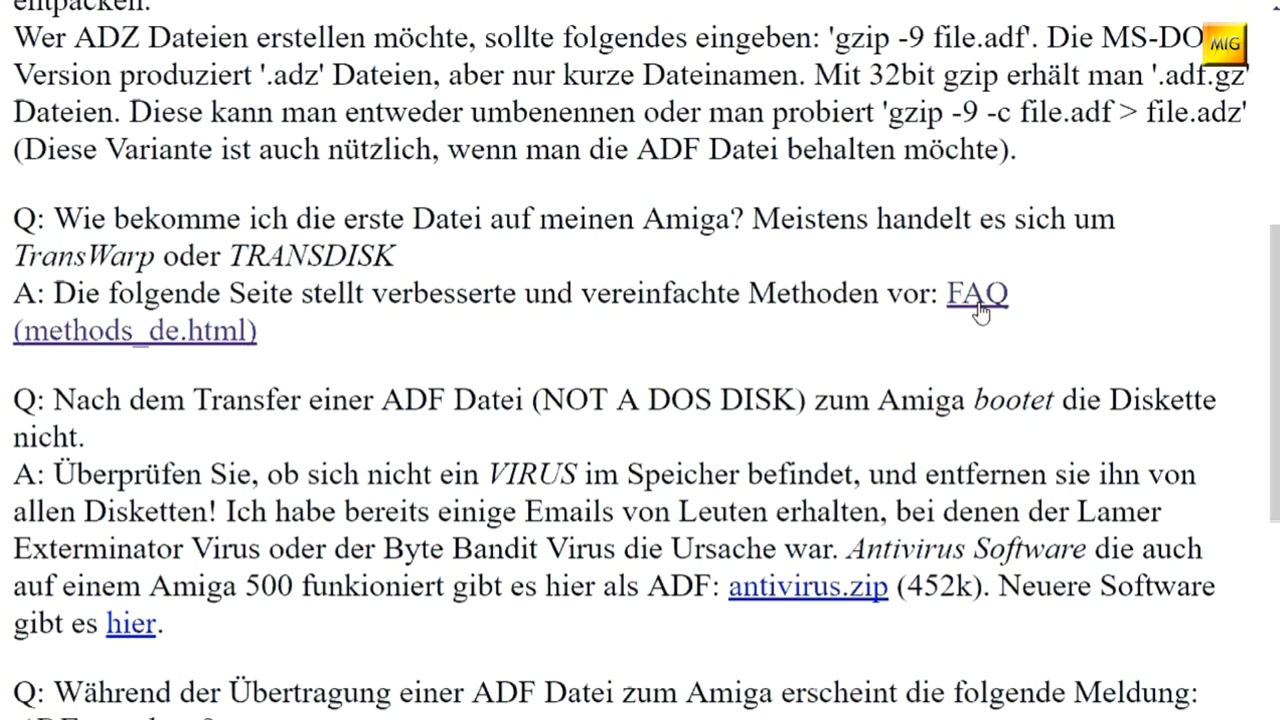 entpacken.
Wer ADZ Dateien erstellen möchte, sollte folgendes eingeben: 'gzip -9 file.adf'. Die MS-DO
MIG
Version produziert '.adz' Dateien, aber nur kurze Dateinamen. Mit 32bit gzip erhält man '.adf.gz'
Dateien. Diese kann man entweder umbenennen oder man probiert 'gzip -9 -c file.adf > file.adz'
(Diese Variante ist auch nützlich, wenn man die ADF Datei behalten möchte).
Q: Wie bekomme ich die erste Datei auf meinen Amiga? Meistens handelt es sich um
TransWarp oder TRANSDISK
A: Die folgende Seite stellt verbesserte und vereinfachte Methoden vor: FAQ
(methods_de.html)
Q: Nach dem Transfer einer ADF Datei (NOT A DOS DISK) zum Amiga bootet die Diskette
nicht.
A: Überprüfen Sie, ob sich nicht ein VIRUS im Speicher befindet, und entfernen sie ihn von
allen Disketten! Ich habe bereits einige Emails von Leuten erhalten, bei denen der Lamer
Exterminator Virus oder der Byte Bandit Virus die Ursache war. Antivirus Software die auch
auf einem Amiga 500 funkioniert gibt es hier als ADF: antivirus.zip (452k). Neuere Software
gibt es hier.
Q: Während der Übertragung einer ADF Datei zum Amiga erscheint die folgende Meldung: